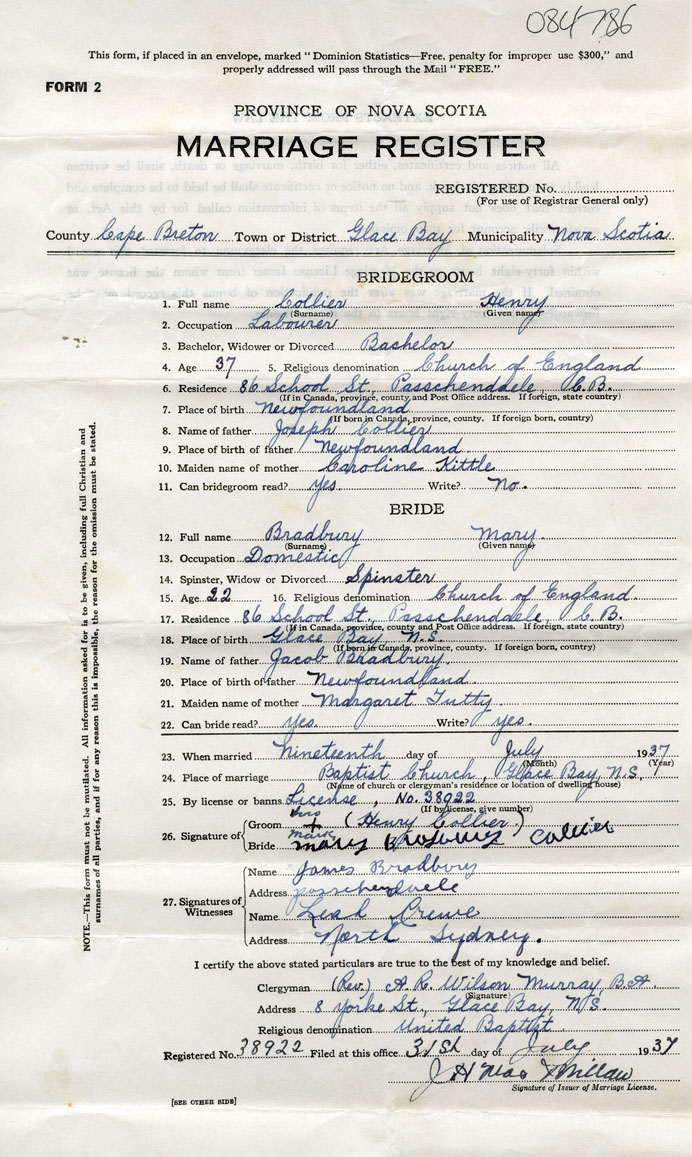 084786
This form, if placed in an envelope, marked "Dominion Statistics—Free, penalty for improper use $300," and
properly addressed will pass through the Mail "FREE."
FORM 2
PROVINCE OF NOVA SCOTIA
MARRIAGE REGISTER
REGISTERED No.
(For use of Registrar General only)
County Cape Breton Town or District Glace Bay Municipality Nova Scotia
BRIDEGROOM
1. Full name Collier Henry
(Surname) (Given name)
2. Occupation Labourer
3. Bachelor, Widower or Divorced Bachelor
4. Age 37 5. Religious denomination Church of England
6. Residence 86 School St., Passchenddele, C.B.
(If in Canada, province, county, and Post Office address. If foreign, state country)
7. Place of birth Newfoundland
(If born in Canada, province, county. If foreign born, country)
8. Name of father Joseph Collier
9. Place of birth of father Newfoundland
10. Maiden name of mother Caroline Kittle
11. Can bridegroom read? yes Write? No.
BRIDE
12. Full name Bradbury Mary
(Surname) (Given name)
13. Occupation Domestic
14. Spinster, Widow or Divorced Spinster
15. Age 22 16. Religious denomination Church of England.
17. Residence 86 School St., Passchenddele, C.B.
(If in Canada, province, county and Post Office address. If foreign, state country)
18. Place of birth Glace Bay, N.S.
(If born in Canada, province, county. If foreign born, country)
19. Name of father Jacob Bradbury.
20. Place of birth of father Newfoundland.
21. Maiden name of mother Margaret Tutty
22. Can bride read? yes. Write? yes.
23. When married Nineteenth day of July 1937
(Month) (Year)
24. Place of marriage Baptist Church, Glace Bay, N.S.,
(Name of church or clergyman's residence or location of dwelling house)
25. By license or banns License, No. 38922
(If by license, give number)
his
26. Signature of Groom + (Henry Collier)
mark
Bride mary Bradbury Collier
27. Signatures of Witnesses
Name James Bradbury
Address passchendaele
Name Leah Crewe
Address North Sydney.
I certify the above stated particulars are true to the best of my knowledge and belief.
Clergyman (Rev.) A. R. Wilson Murray, B.A.
(Signature)
Address 8 Yorke St., Glace Bay, N.S.
Religious denomination United Baptist
Registered No. 38922 Filed at this office 31st day of July 1937
J H Mac
Signature of Issuer of Marriage License.
[SEE OTHER SIDE]
NOTE.—This form must not be mutilated. All information asked for is to be given, including full Christian and
surnames of all parties, and if for any reason this is impossible, the reason for the omission must be stated.